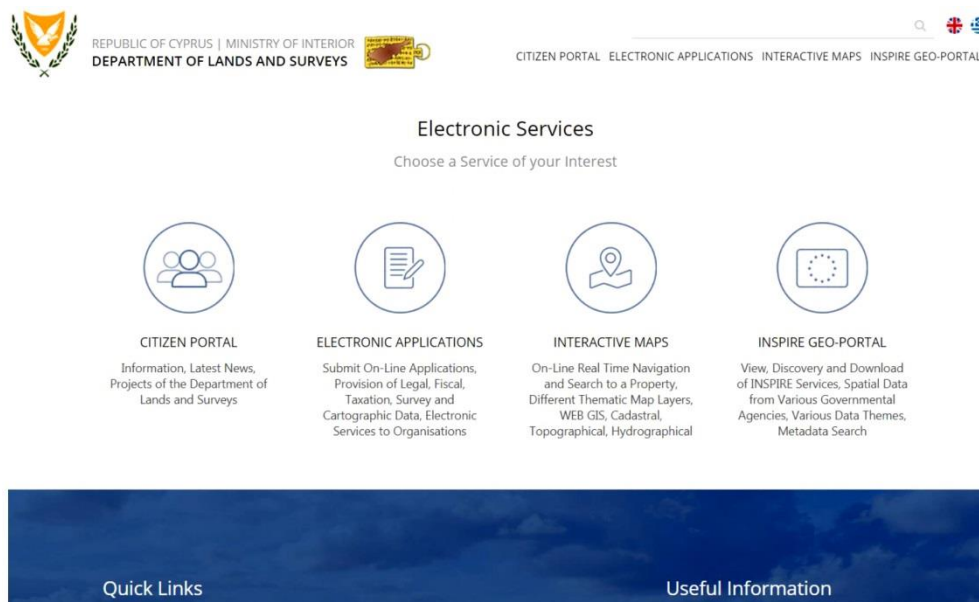 REPUBLIC OF CYPRUS | MINISTRY OF INTERIOR
DEPARTMENT OF LANDS AND SURVEYS
CITIZEN PORTAL ELECTRONIC APPLICATIONS INTERACTIVE MAPS INSPIRE GEO-PORTAL
Electronic Services
Choose a Service of your Interest
CITIZEN PORTAL
Information, Latest News,
Projects of the Department of
Lands and Surveys
ELECTRONIC APPLICATIONS
Submit On-Line Applications,
Provision of Legal, Fiscal,
Taxation, Survey and
Cartographic Data, Electronic
Services to Organisations
INTERACTIVE MAPS
On-Line Real Time Navigation
and Search to a Property,
Different Thematic Map Layers,
WEB GIS, Cadastral,
Topographical, Hydrographical
INSPIRE GEO-PORTAL
View, Discovery and Download
of INSPIRE Services, Spatial Data
from Various Governmental
Agencies, Various Data Themes,
Metadata Search
Quick Links
Useful Information